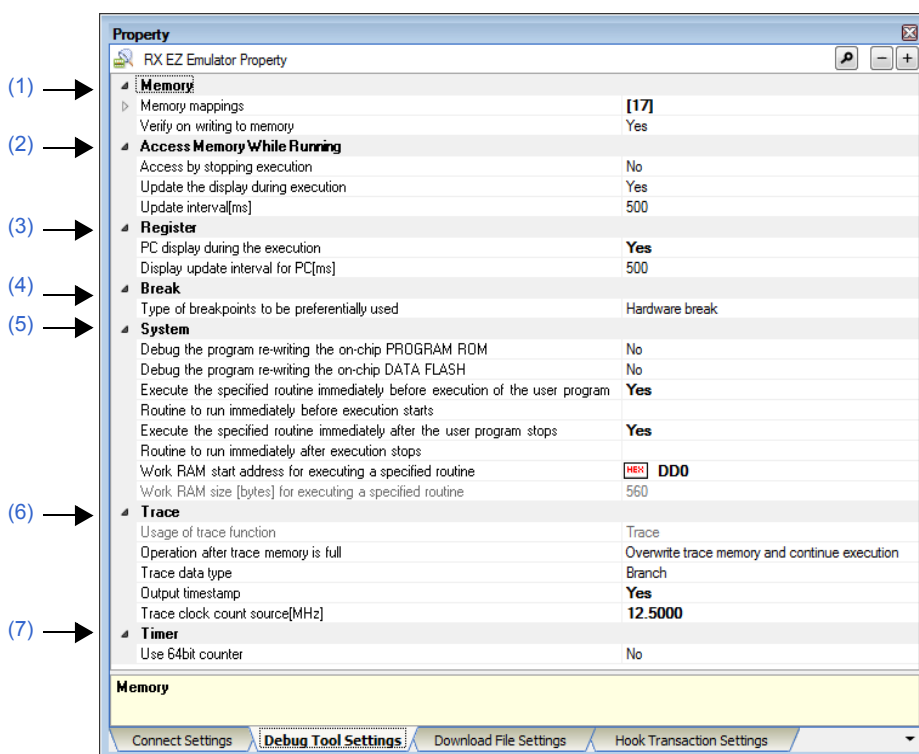 Property
RX EZ Emulator Property
(1) Memory
Memory mappings [17]
Verify on writing to memory Yes
(2) Access Memory While Running
Access by stopping execution No
Update the display during execution Yes
Update interval[ms] 500
(3) Register
PC display during the execution Yes
Display update interval for PC[ms] 500
(4) Break
Type of breakpoints to be preferentially used Hardware break
(5) System
Debug the program re-writing the on-chip PROGRAM ROM No
Debug the program re-writing the on-chip DATA FLASH No
Execute the specified routine immediately before execution of the user program Yes
Routine to run immediately before execution starts
Execute the specified routine immediately after the user program stops Yes
Routine to run immediately after execution stops
Work RAM start address for executing a specified routine HEX DD0
Work RAM size [bytes] for executing a specified routine 560
(6) Trace
Usage of trace function Trace
Operation after trace memory is full Overwrite trace memory and continue execution
Trace data type Branch
Output timestamp Yes
Trace clock count source[MHz] 12.5000
(7) Timer
Use 64bit counter No
Memory
Connect Settings Debug Tool Settings Download File Settings Hook Transaction Settings